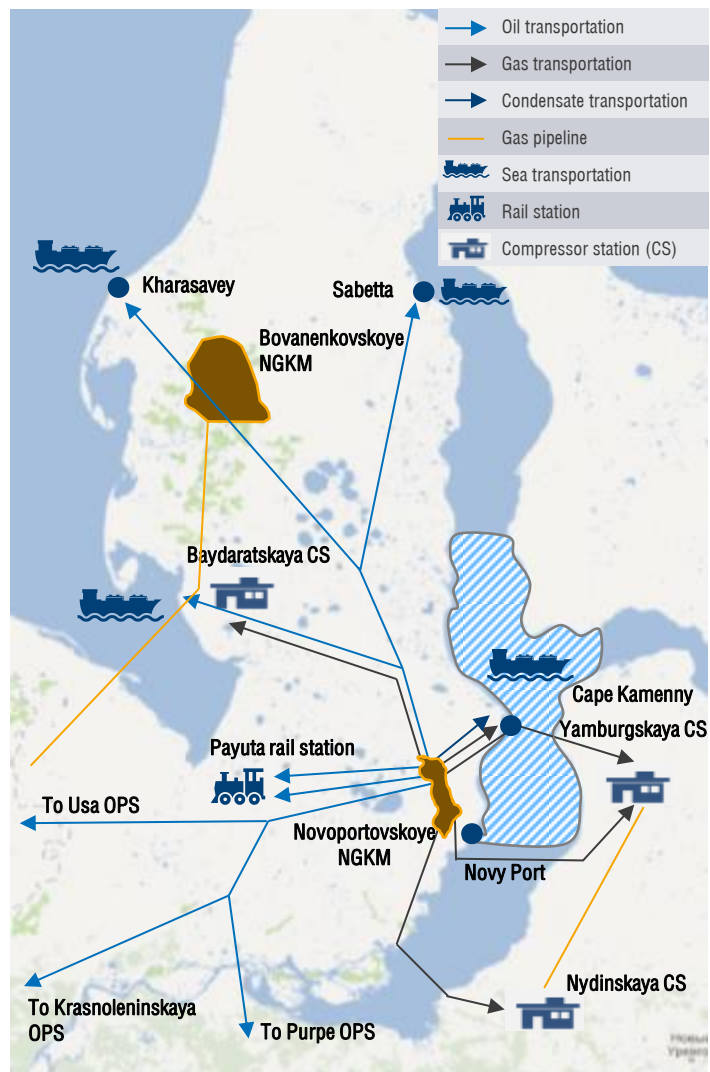 Oil transportation
Gas transportation
Condensate transportation
Gas pipeline
Sea transportation
Rail station
Compressor station (CS)
Kharasavey
Sabetta
Bovanenkovskoye
NGKM
Baydaratskaya CS
Cape Kamenny
Yamburgskaya CS
Payuta rail station
To Usa OPS
Novoportovskoye
NGKM
Novy Port
Nydinskaya CS
To Krasnoleninskaya
OPS
To Purpe OPS